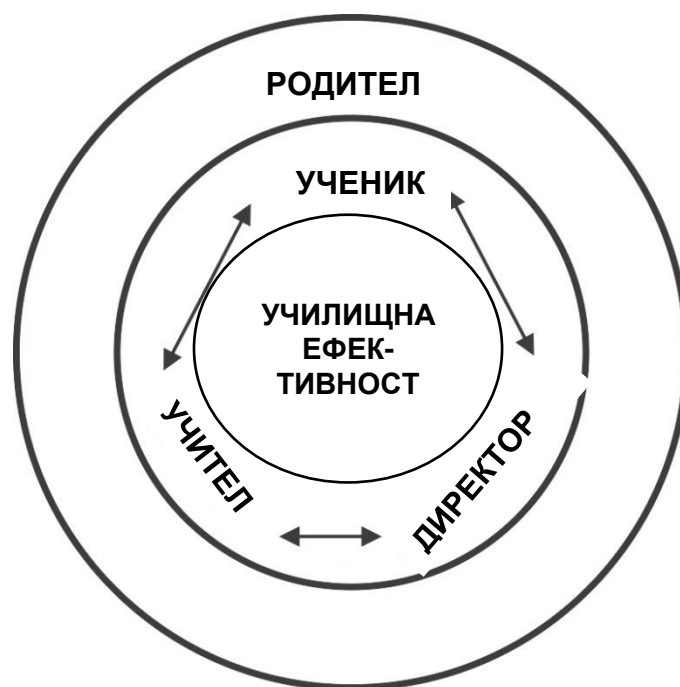 РОДИТЕЛ
УЧЕНИК
УЧИЛИЩНА
ЕФЕК-
ТИВНОСТ
УЧИТЕЛ
ДИРЕКТОР